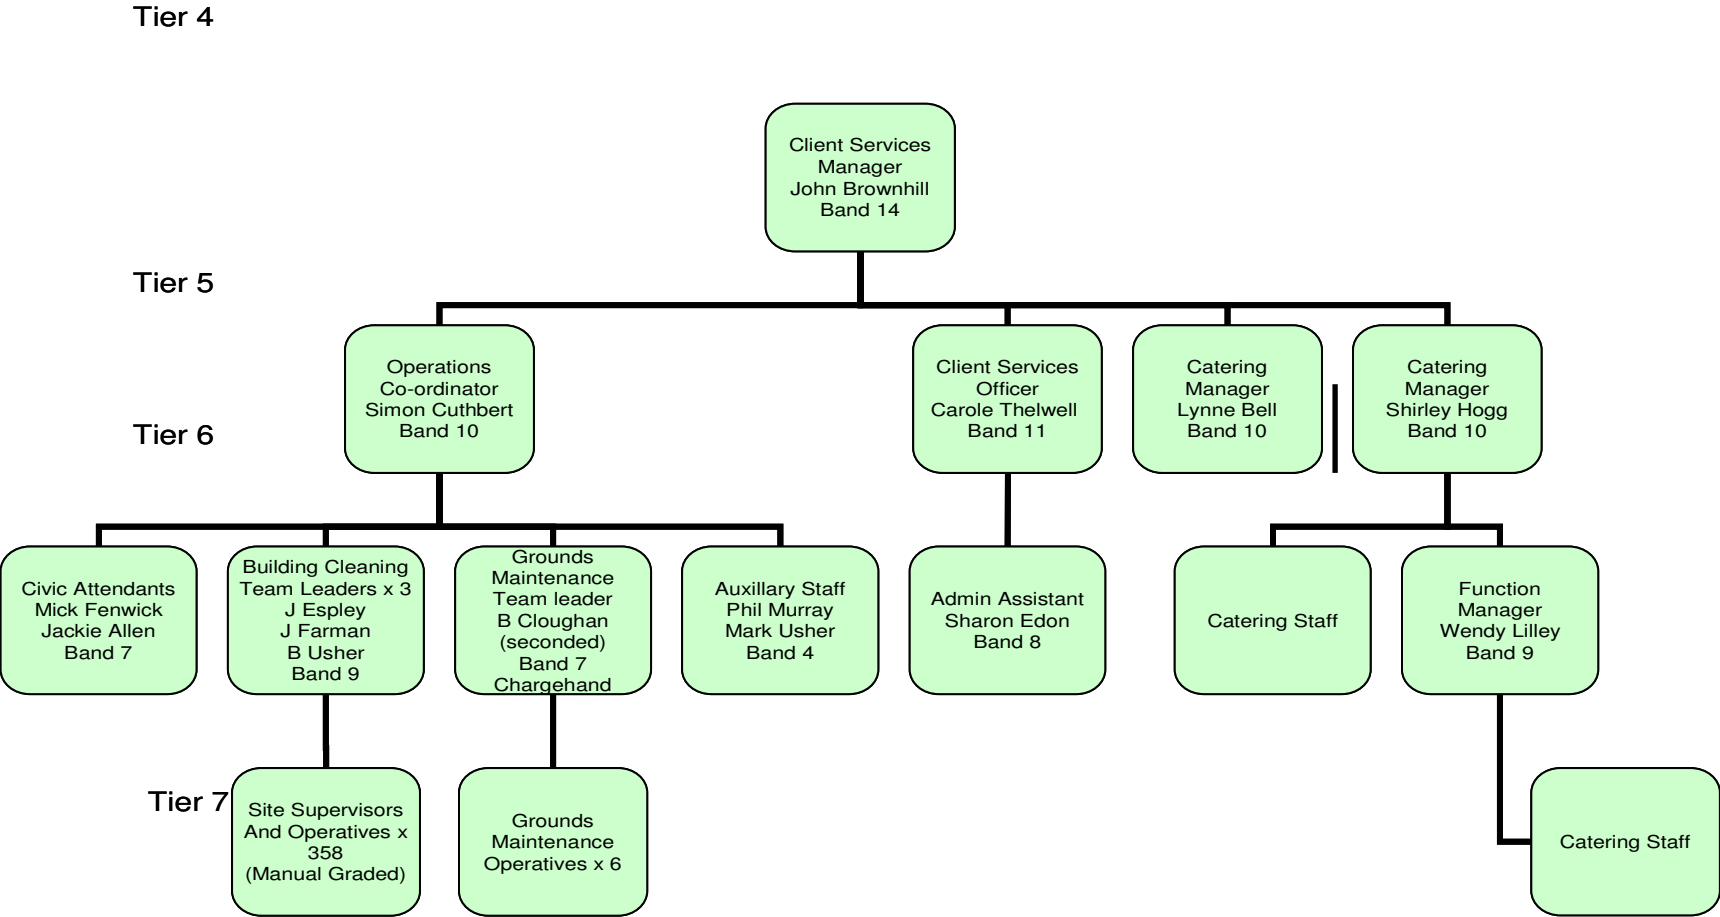 Tier 4
Client Services
Manager
John Brownhill
Band 14
Tier 5
Operations
Co-ordinator
Simon Cuthbert
Band 10
Client Services
Officer
Carole Thelwell
Band 11
Catering
Manager
Lynne Bell
Band 10
Catering
Manager
Shirley Hogg
Band 10
Tier 6
Civic Attendants
Mick Fenwick
Jackie Allen
Band 7
Building Cleaning
Team Leaders x 3
J Espley
J Farman
B Usher
Band 9
Grounds
Maintenance
Team leader
B Cloughan
(seconded)
Band 7
Chargehand
Auxillary Staff
Phil Murray
Mark Usher
Band 4
Admin Assistant
Sharon Edon
Band 8
Catering Staff
Function
Manager
Wendy Lilley
Band 9
Tier 7
Site Supervisors
And Operatives x
358
(Manual Graded)
Grounds
Maintenance
Operatives x 6
Catering Staff